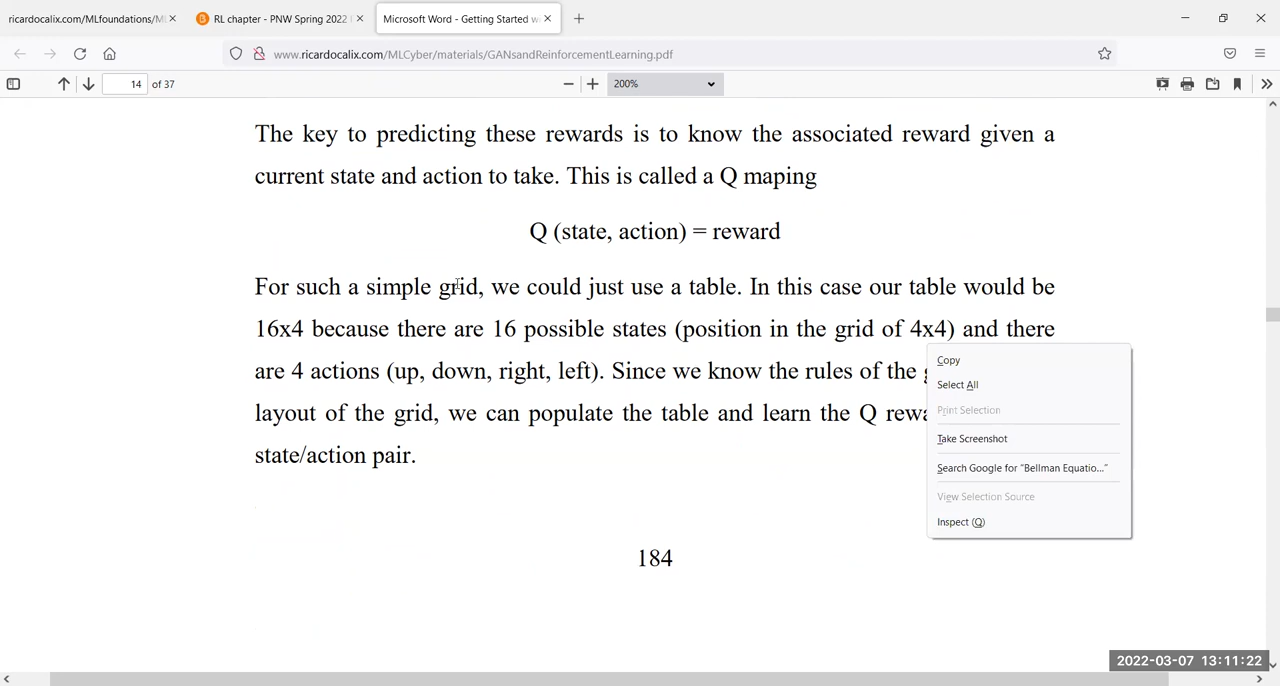 ricardocalix.com/MLfoundations/M
RL chapter - PNW Spring 2022
Microsoft Word - Getting Started w
www.ricardocalix.com/MLCyber/materials/GANsandReinforcementLearning.pdf
14 of 37
200%
The key to predicting these rewards is to know the associated reward given a
current state and action to take. This is called a Q maping
Q (state, action) = reward
For such a simple grid, we could just use a table. In this case our table would be
16x4 because there are 16 possible states (position in the grid of 4x4) and there
are 4 actions (up, down, right, left). Since we know the rules of the
layout of the grid, we can populate the table and learn the Q rewa
state/action pair.
184
Copy
Select All
Print Selection
Take Screenshot
Search Google for "Bellman Equatio..."
View Selection Source
Inspect (Q)
2022-03-07 13:11:22